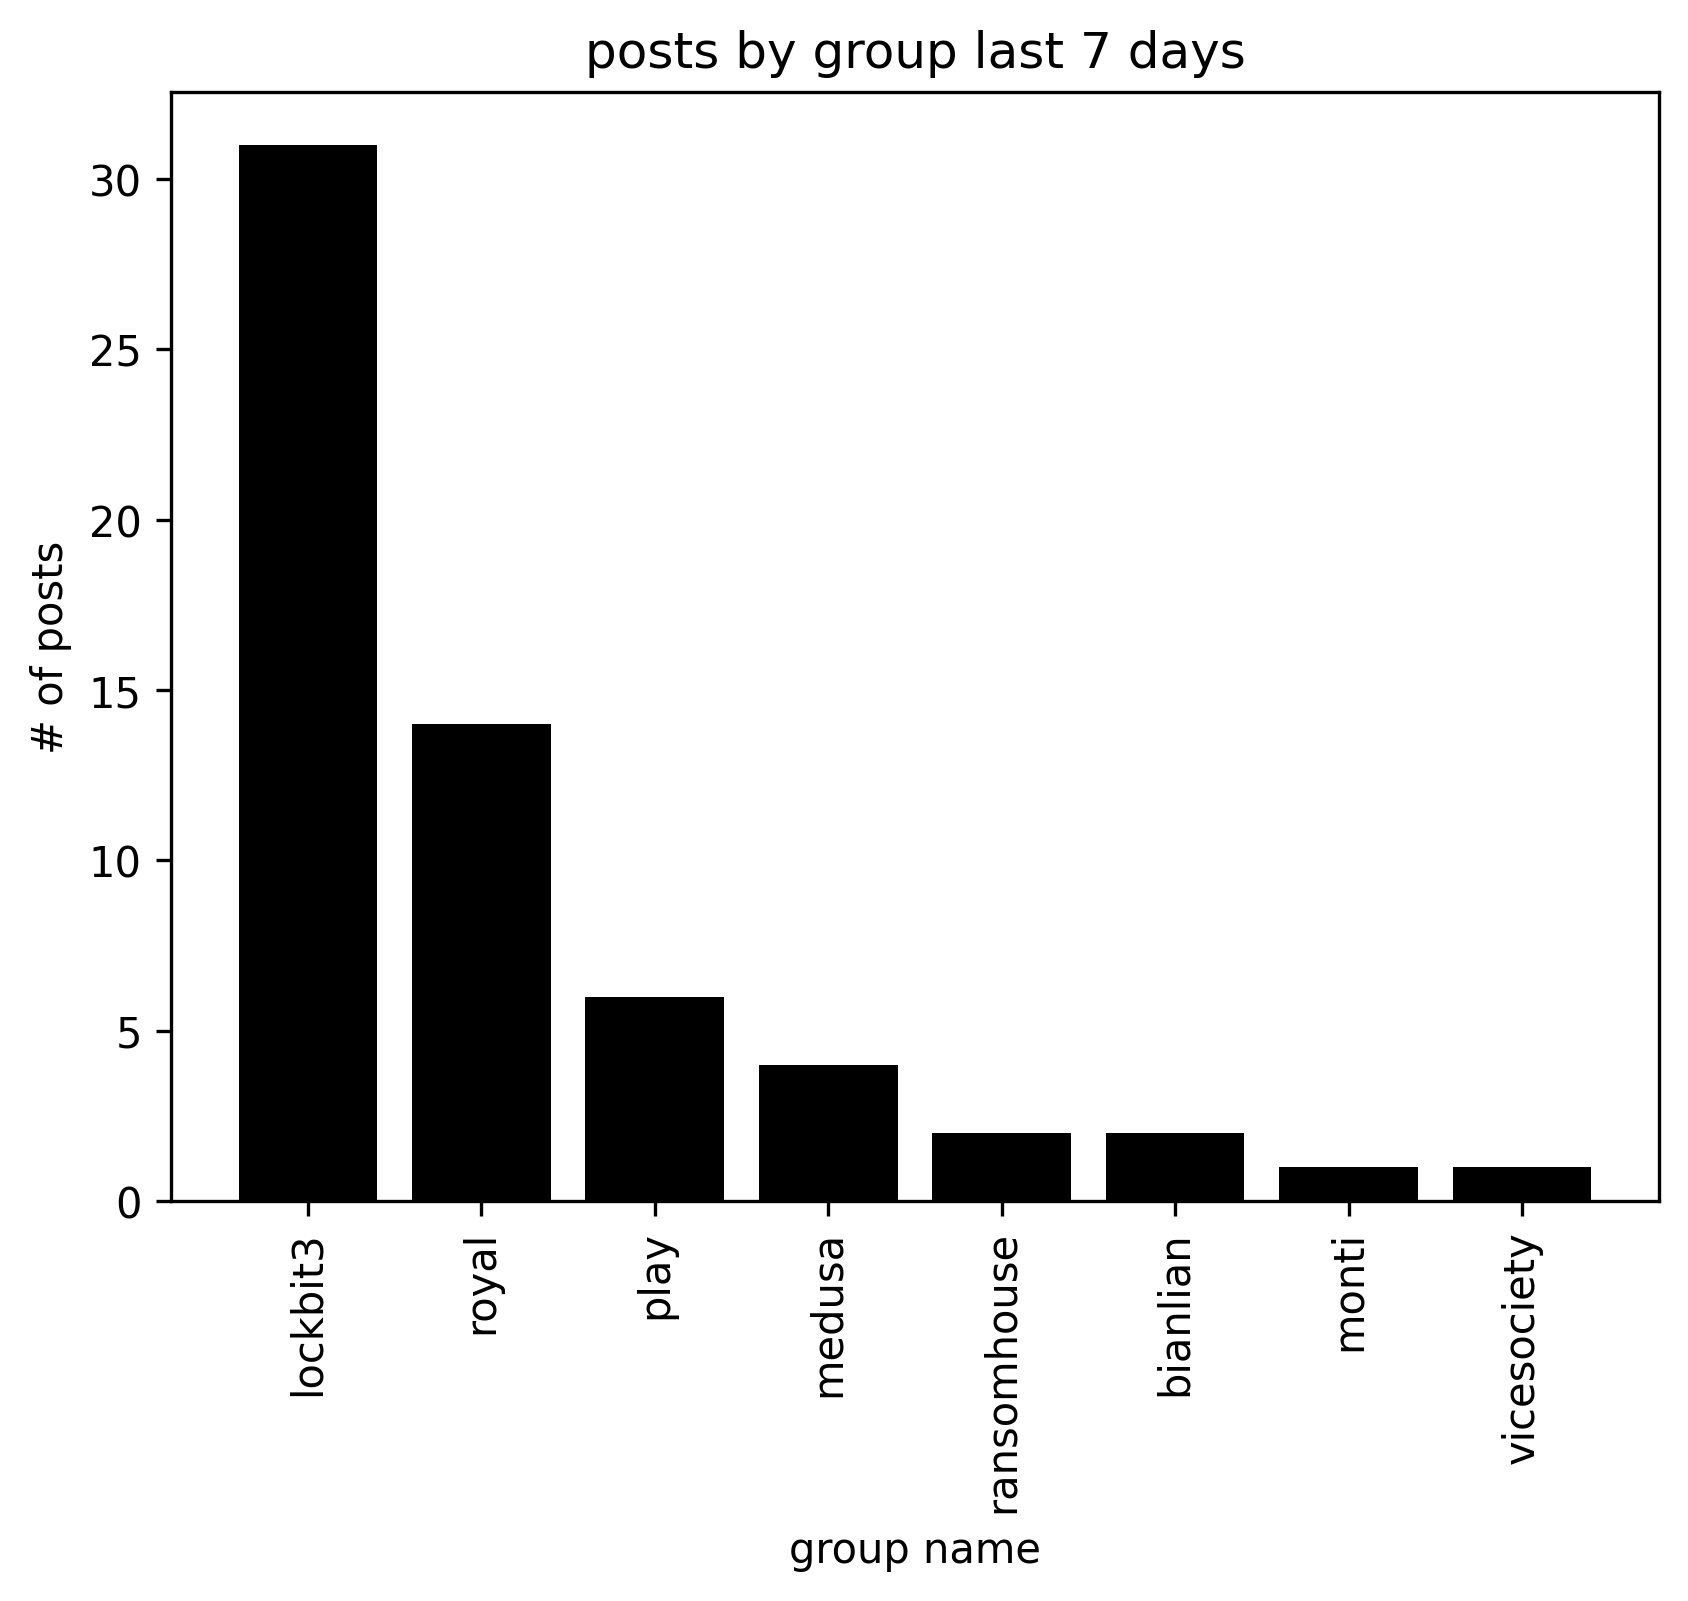 posts by group last 7 days
# of posts
30
25
20
15
10
5
0
lockbit3
royal
play
medusa
ransomhouse
bianlian
monti
vicesociety
group name